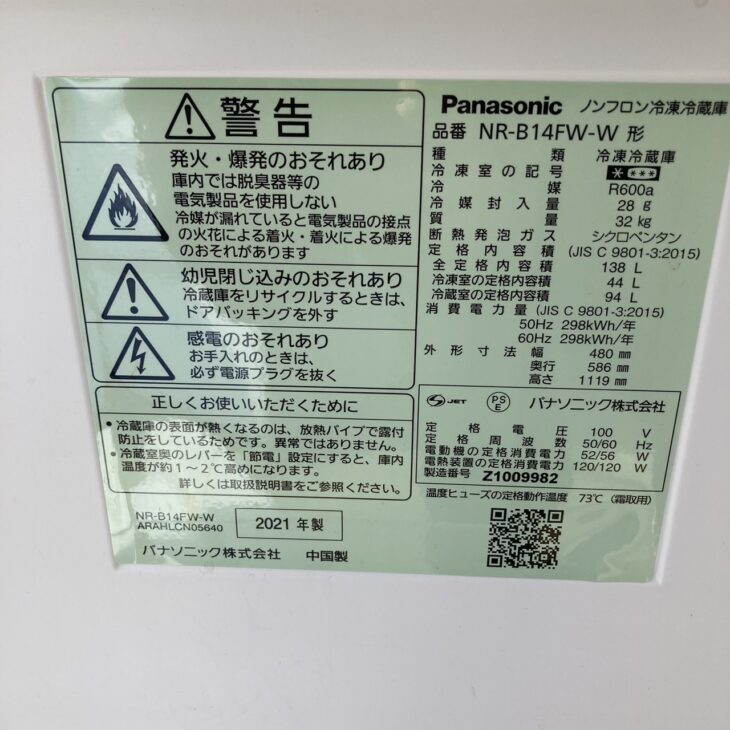 警告
発火・爆発のおそれあり
庫内では脱臭器等の
電気製品を使用しない
冷媒が漏れていると電気製品の接点
の火花による着火・着火による爆発
のおそれがあります
幼児閉じ込みのおそれあり
冷蔵庫をリサイクルするときは、
ドアパッキングを外す
感電のおそれあり
お手入れのときは、
必ず電源プラグを抜く
正しくお使いいただくために
・冷蔵庫の表面が熱くなるのは、放熱パイプで露付
防止をしているためです。異常ではありません。
・冷蔵室奥のレバーを「節電」設定にすると、庫内
温度が約1～2℃高めになります。
詳しくは取扱説明書をご参照ください。
NR-B14FW-W
ARAHLCN05640
2021 年製
パナソニック株式会社 中国製
Panasonic ノンフロン冷凍冷蔵庫
品番 NR-B14FW-W 形
種類 冷凍冷蔵庫
冷凍室の記号 * ***
冷媒 R600a
冷媒封入量 28 g
質量 32 kg
断熱発泡ガス シクロペンタン
定格内容積 (JIS C 9801-3:2015)
全定格内容積 138 L
冷凍室の定格内容積 44 L
冷蔵室の定格内容積 94 L
消費電力量 (JIS C 9801-3:2015)
50Hz 298kWh/年
60Hz 298kWh/年
外形寸法 幅 480 mm
奥行 586 mm
高さ 1119 mm
S JET PS E パナソニック株式会社
定格電圧 100 V
定格周波数 50/60 Hz
電動機の定格消費電力 52/56 W
電熱装置の定格消費電力 120/120 W
製造番号 Z1009982
温度ヒューズの定格動作温度 73℃ (霜取用)